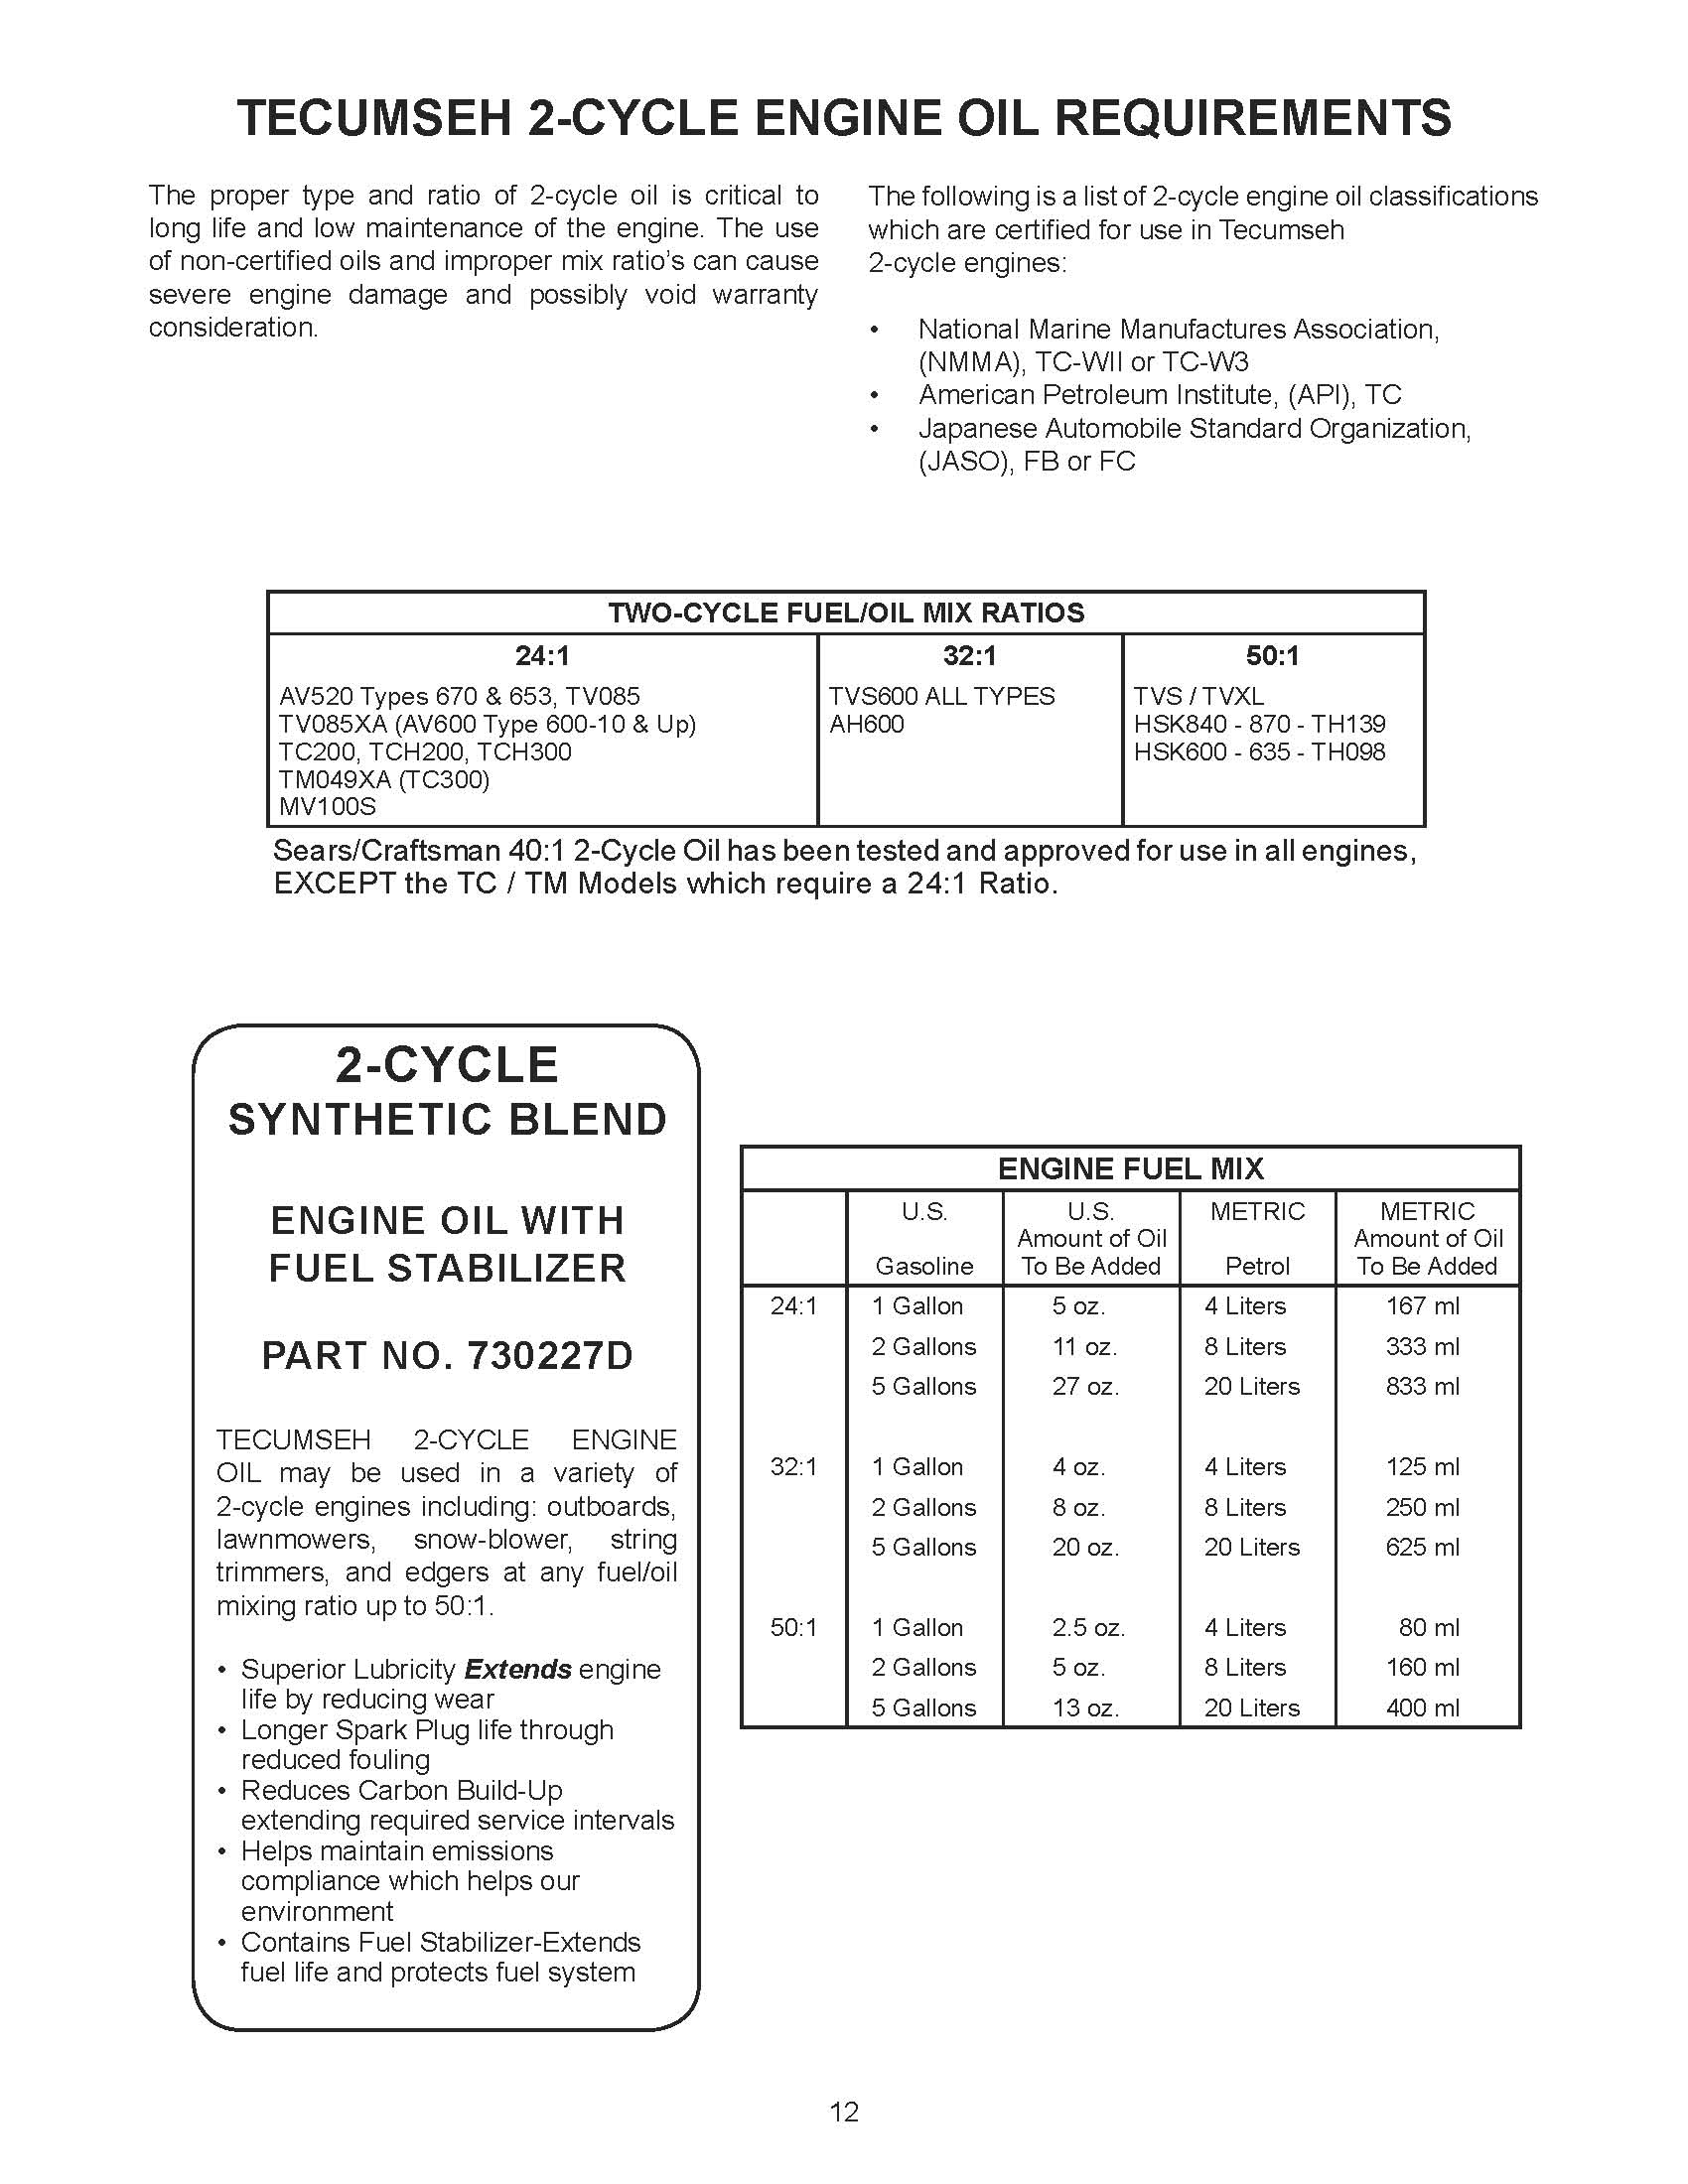 TECUMSEH 2-CYCLE ENGINE OIL REQUIREMENTS
The proper type and ratio of 2-cycle oil is critical to
long life and low maintenance of the engine. The use
of non-certified oils and improper mix ratio's can cause
severe engine damage and possibly void warranty
consideration.
The following is a list of 2-cycle engine oil classifications
which are certified for use in Tecumseh
2-cycle engines:
• National Marine Manufactures Association,
(NMMA), TC-WII or TC-W3
• American Petroleum Institute, (API), TC
• Japanese Automobile Standard Organization,
(JASO), FB or FC
TWO-CYCLE FUEL/OIL MIX RATIOS
24:1 32:1 50:1
AV520 Types 670 & 653, TV085 TVS600 ALL TYPES TVS / TVXL
TV085XA (AV600 Type 600-10 & Up) AH600 HSK840 - 870 - TH139
TC200, TCH200, TCH300 HSK600 - 635 - TH098
TM049XA (TC300)
MV100S
Sears/Craftsman 40:1 2-Cycle Oil has been tested and approved for use in all engines,
EXCEPT the TC / TM Models which require a 24:1 Ratio.
2-CYCLE
SYNTHETIC BLEND
ENGINE OIL WITH
FUEL STABILIZER
PART NO. 730227D
TECUMSEH 2-CYCLE ENGINE
OIL may be used in a variety of
2-cycle engines including: outboards,
lawnmowers, snow-blower, string
trimmers, and edgers at any fuel/oil
mixing ratio up to 50:1.
• Superior Lubricity Extends engine
life by reducing wear
• Longer Spark Plug life through
reduced fouling
• Reduces Carbon Build-Up
extending required service intervals
• Helps maintain emissions
compliance which helps our
environment
• Contains Fuel Stabilizer-Extends
fuel life and protects fuel system
ENGINE FUEL MIX
U.S. U.S. METRIC METRIC
Amount of Oil Amount of Oil
Gasoline To Be Added Petrol To Be Added
24:1 1 Gallon 5 oz. 4 Liters 167 ml
2 Gallons 11 oz. 8 Liters 333 ml
5 Gallons 27 oz. 20 Liters 833 ml
32:1 1 Gallon 4 oz. 4 Liters 125 ml
2 Gallons 8 oz. 8 Liters 250 ml
5 Gallons 20 oz. 20 Liters 625 ml
50:1 1 Gallon 2.5 oz. 4 Liters 80 ml
2 Gallons 5 oz. 8 Liters 160 ml
5 Gallons 13 oz. 20 Liters 400 ml
12